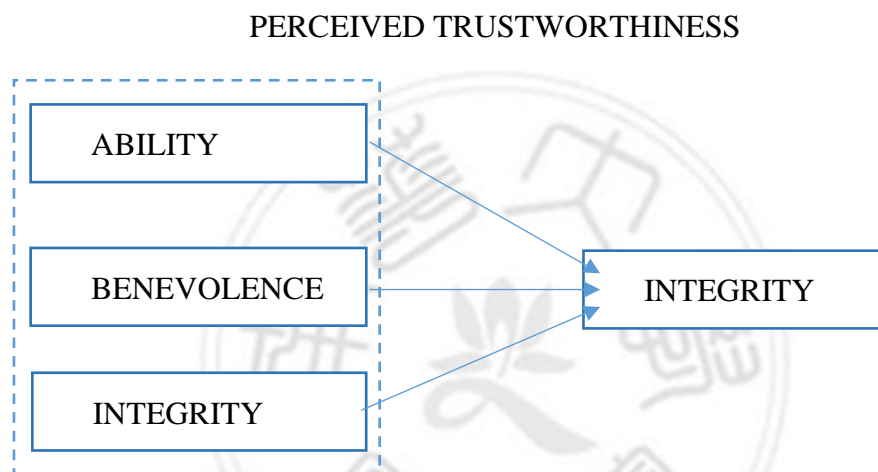 PERCEIVED TRUSTWORTHINESS
ABILITY
BENEVOLENCE
INTEGRITY
INTEGRITY